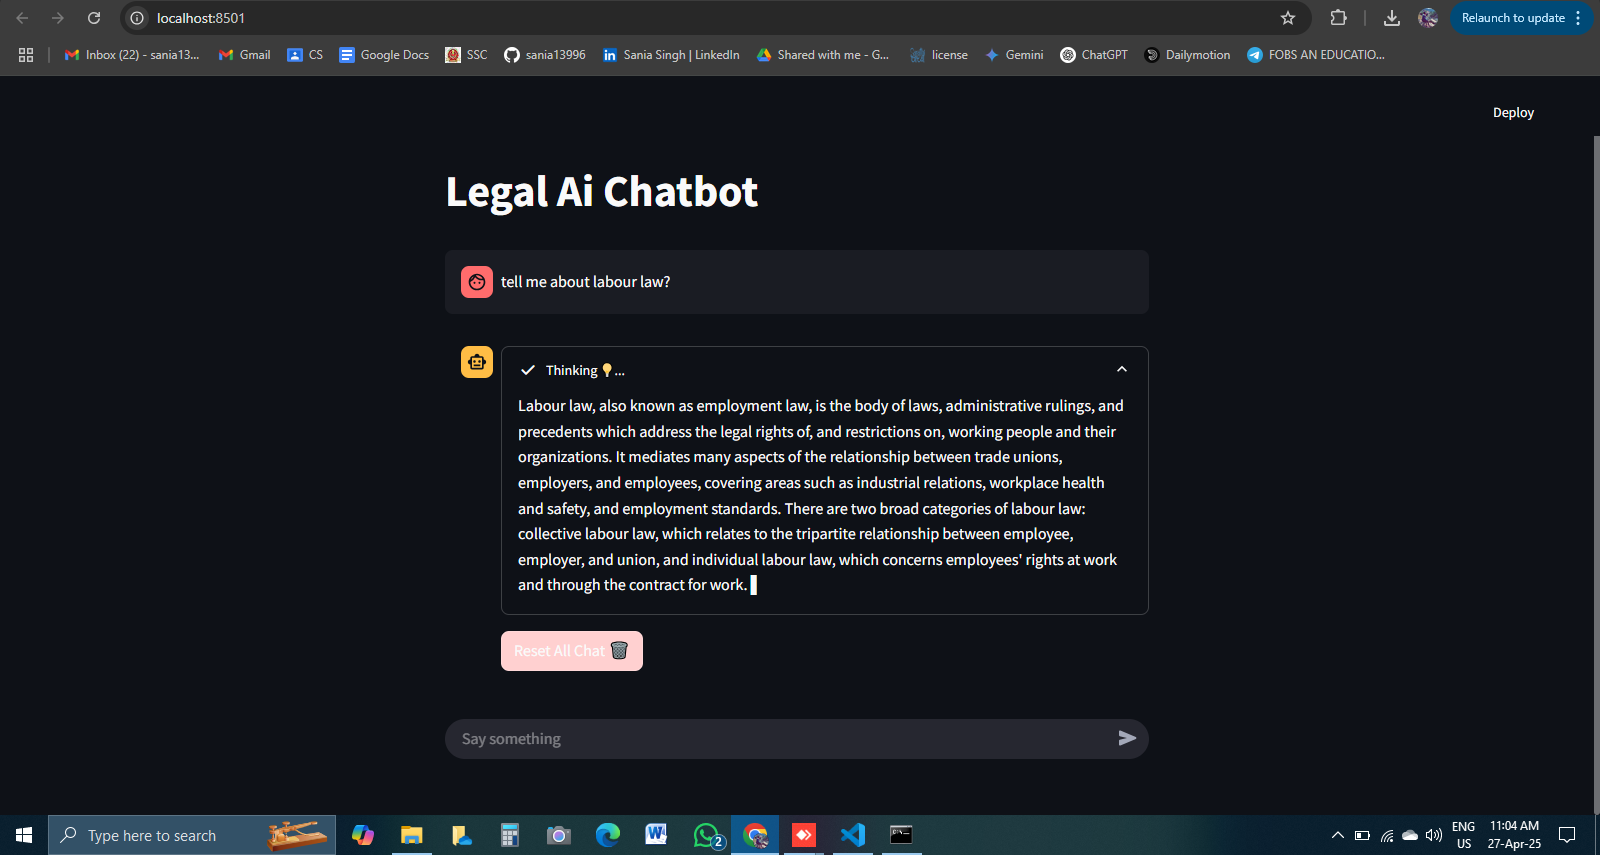 localhost:8501
Relaunch to update
Inbox (22) - sania13...
Gmail
CS
Google Docs
SSC
sania13996
Sania Singh | LinkedIn
Shared with me - G...
license
Gemini
ChatGPT
Dailymotion
FOBS AN EDUCATIO...
Deploy
Legal Ai Chatbot
tell me about labour law?
Thinking💡...
Labour law, also known as employment law, is the body of laws, administrative rulings, and
precedents which address the legal rights of, and restrictions on, working people and their
organizations. It mediates many aspects of the relationship between trade unions,
employers, and employees, covering areas such as industrial relations, workplace health
and safety, and employment standards. There are two broad categories of labour law:
collective labour law, which relates to the tripartite relationship between employee,
employer, and union, and individual labour law, which concerns employees' rights at work
and through the contract for work. ▌
Reset All Chat 🗑️
Say something
Type here to search
2
ENG
US
11:04 AM
27-Apr-25